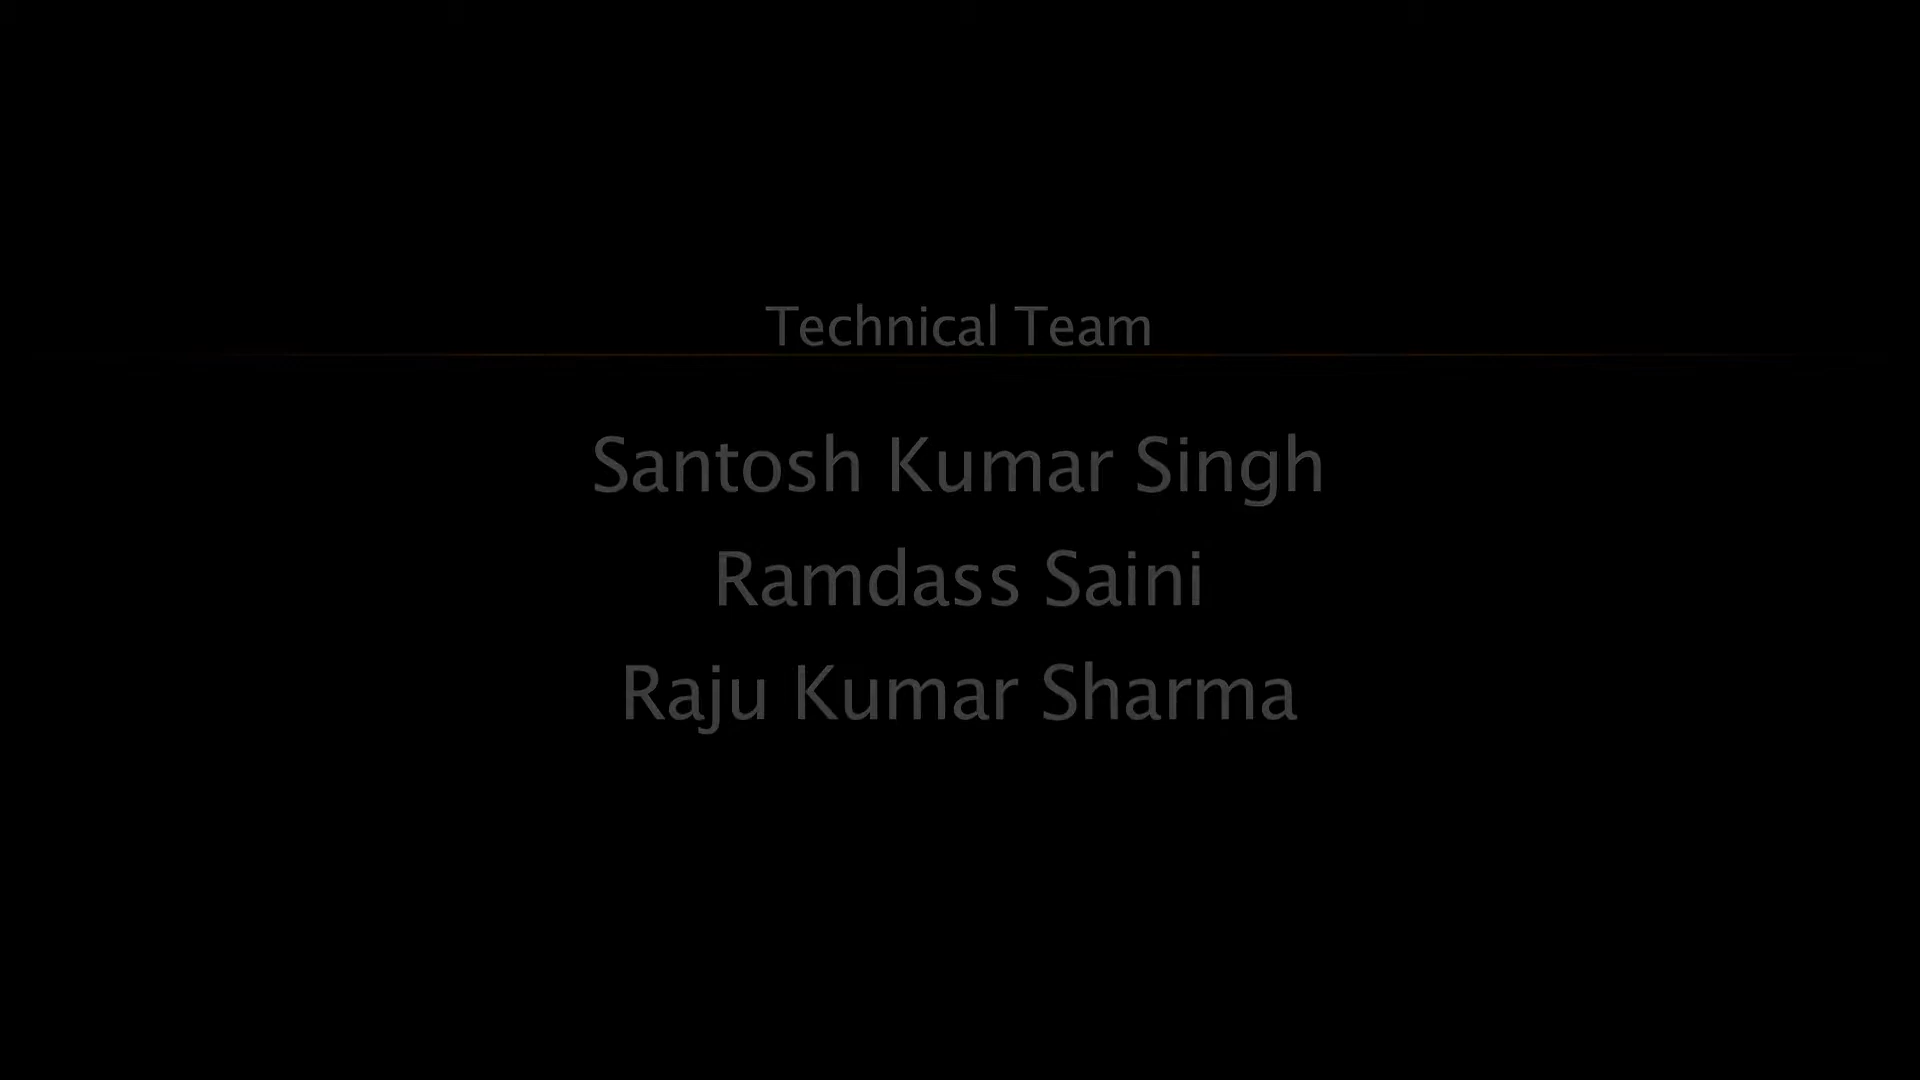 Technical Team
Santosh Kumar Singh
Ramdass Saini
Raju Kumar Sharma